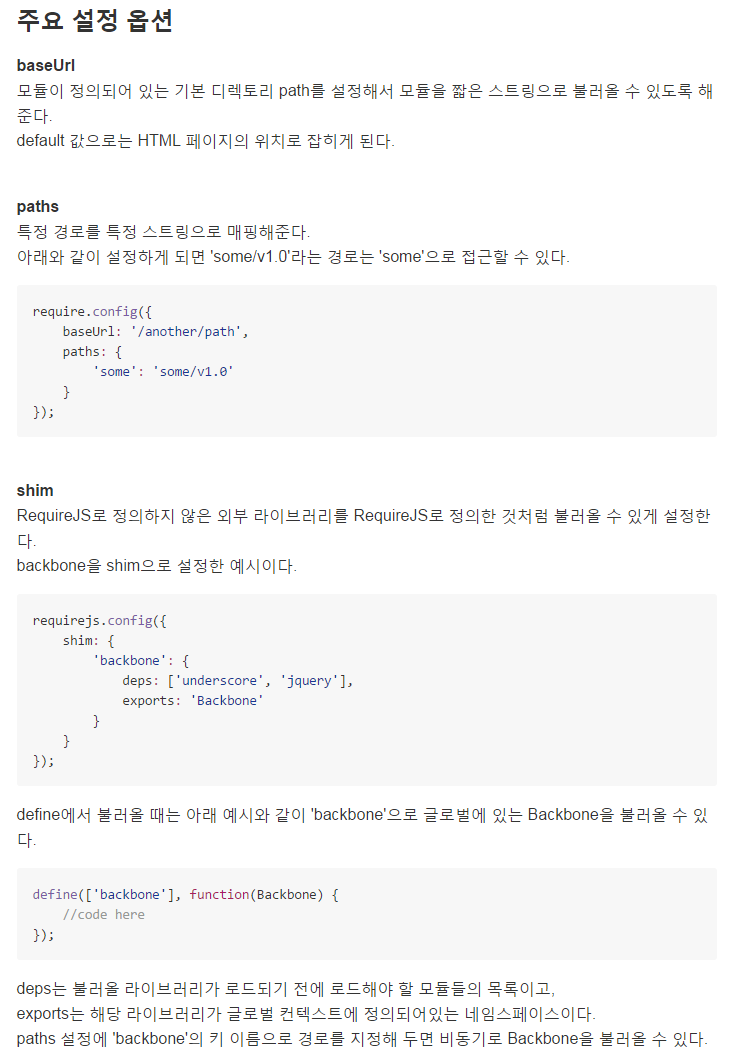 주요 설정 옵션
baseUrl
모듈이 정의되어 있는 기본 디렉토리 path를 설정해서 모듈을 짧은 스트링으로 불러올 수 있도록 해
준다.
default 값으로는 HTML 페이지의 위치로 잡히게 된다.
paths
특정 경로를 특정 스트링으로 매핑해준다.
아래와 같이 설정하게 되면 'some/v1.0'라는 경로는 'some'으로 접근할 수 있다.
require.config({
    baseUrl: '/another/path',
    paths: {
        'some': 'some/v1.0'
    }
});
shim
RequireJS로 정의하지 않은 외부 라이브러리를 RequireJS로 정의한 것처럼 불러올 수 있게 설정한
다.
backbone을 shim으로 설정한 예시이다.
requirejs.config({
    shim: {
        'backbone': {
            deps: ['underscore', 'jquery'],
            exports: 'Backbone'
        }
    }
});
define에서 불러올 때는 아래 예시와 같이 'backbone'으로 글로벌에 있는 Backbone을 불러올 수 있
다.
define(['backbone'], function(Backbone) {
    //code here
});
deps는 불러올 라이브러리가 로드되기 전에 로드해야 할 모듈들의 목록이고,
exports는 해당 라이브러리가 글로벌 컨텍스트에 정의되어있는 네임스페이스이다.
paths 설정에 'backbone'의 키 이름으로 경로를 지정해 두면 비동기로 Backbone을 불러올 수 있다.